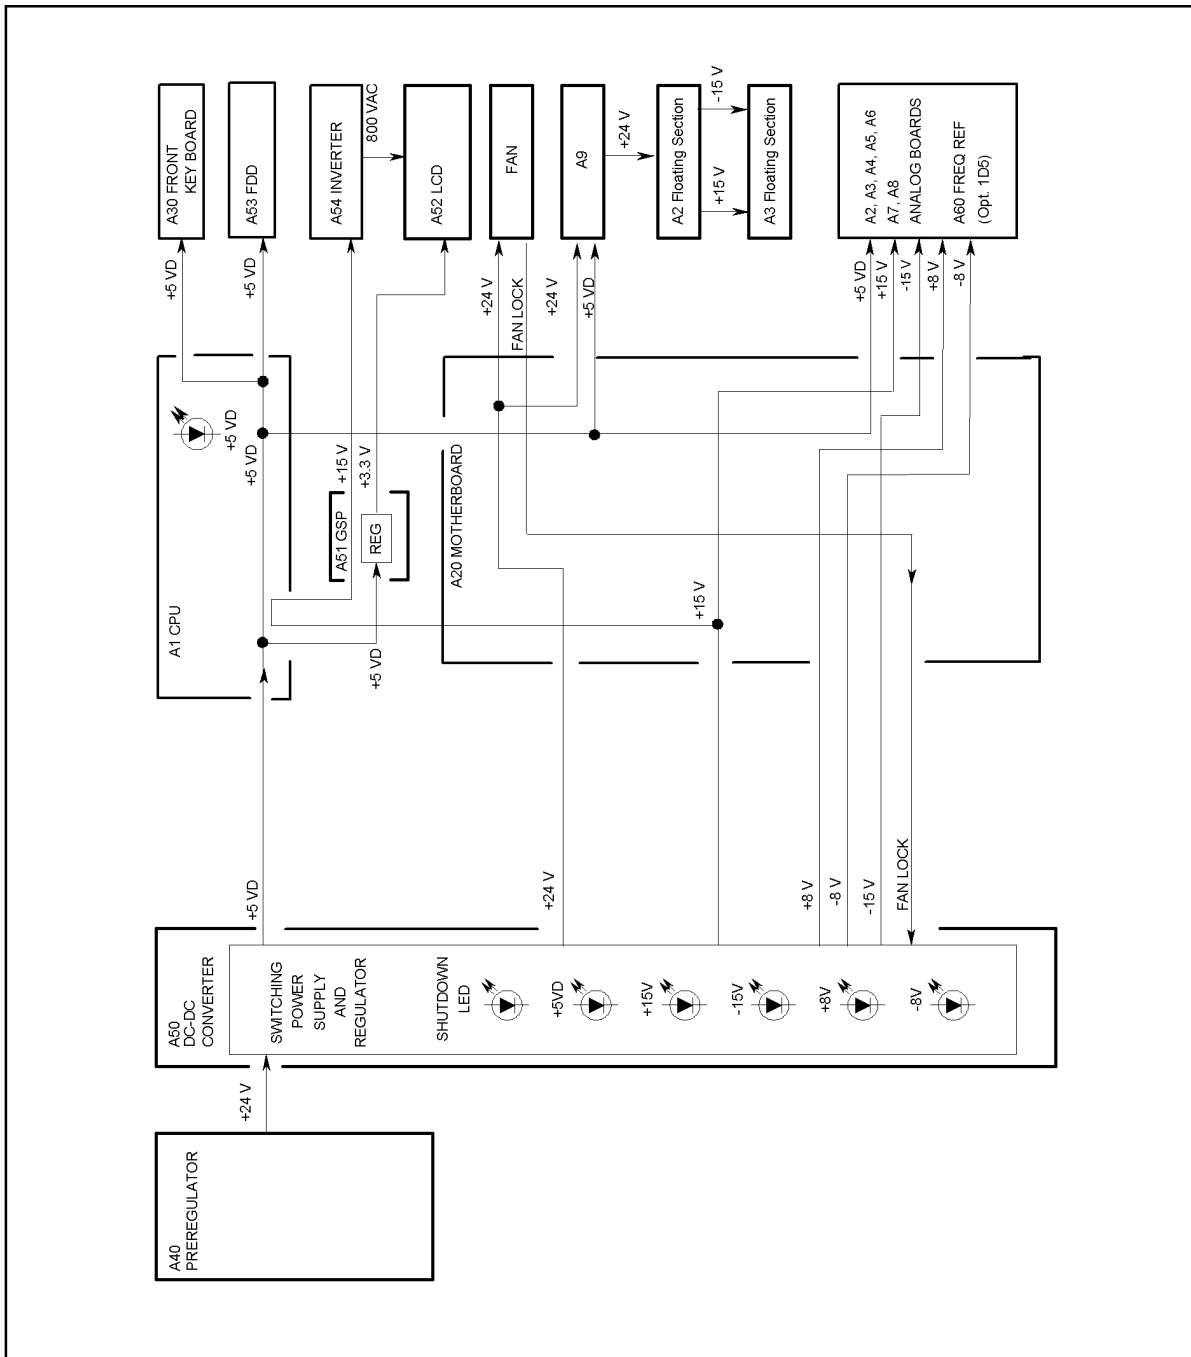 A40
PREREGULATOR
+24 V
A50
DC-DC
CONVERTER
SWITCHING
POWER
SUPPLY
AND
REGULATOR
SHUTDOWN
LED
+5VD
+15V
-15V
+8V
-8V
+5 VD
+24 V
+8 V
-8 V
-15 V
FAN LOCK
A1 CPU
+5 VD
+5 VD
+5 VD
A51 GSP
REG
+15 V
+3.3 V
A20 MOTHERBOARD
+15 V
+5 VD
+5 VD
+24 V
FAN LOCK
+24 V
+5 VD
+5 VD
+15 V
-15 V
+8 V
-8 V
A30 FRONT
KEY BOARD
A53 FDD
A54 INVERTER
800 VAC
A52 LCD
FAN
A9
+24 V
A2 Floating Section
+15 V
-15 V
A3 Floating Section
A2, A3, A4, A5, A6
A7, A8
ANALOG BOARDS
A60 FREQ REF
(Opt. 1D5)